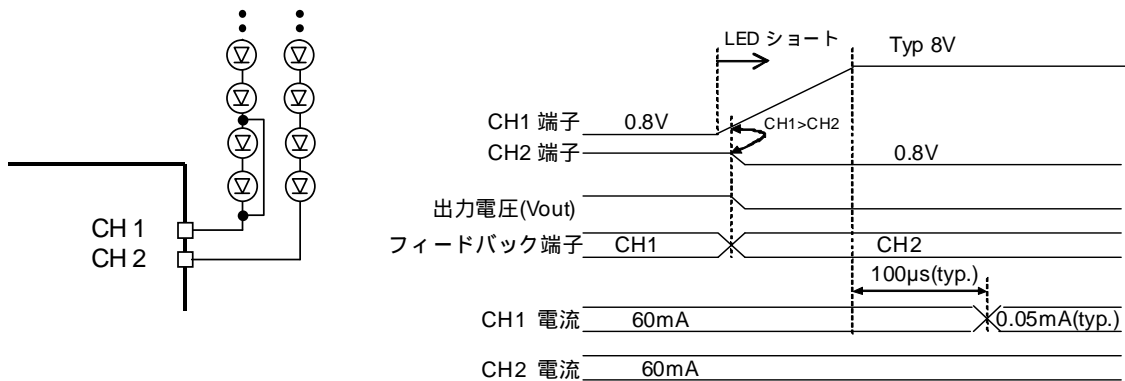 CH 1
CH 2
LED ショート
Typ 8V
CH1 端子
0.8V
CH1>CH2
CH2 端子
0.8V
出力電圧(Vout)
フィードバック端子
CH1
CH2
100μs(typ.)
CH1 電流
60mA
0.05mA(typ.)
CH2 電流
60mA